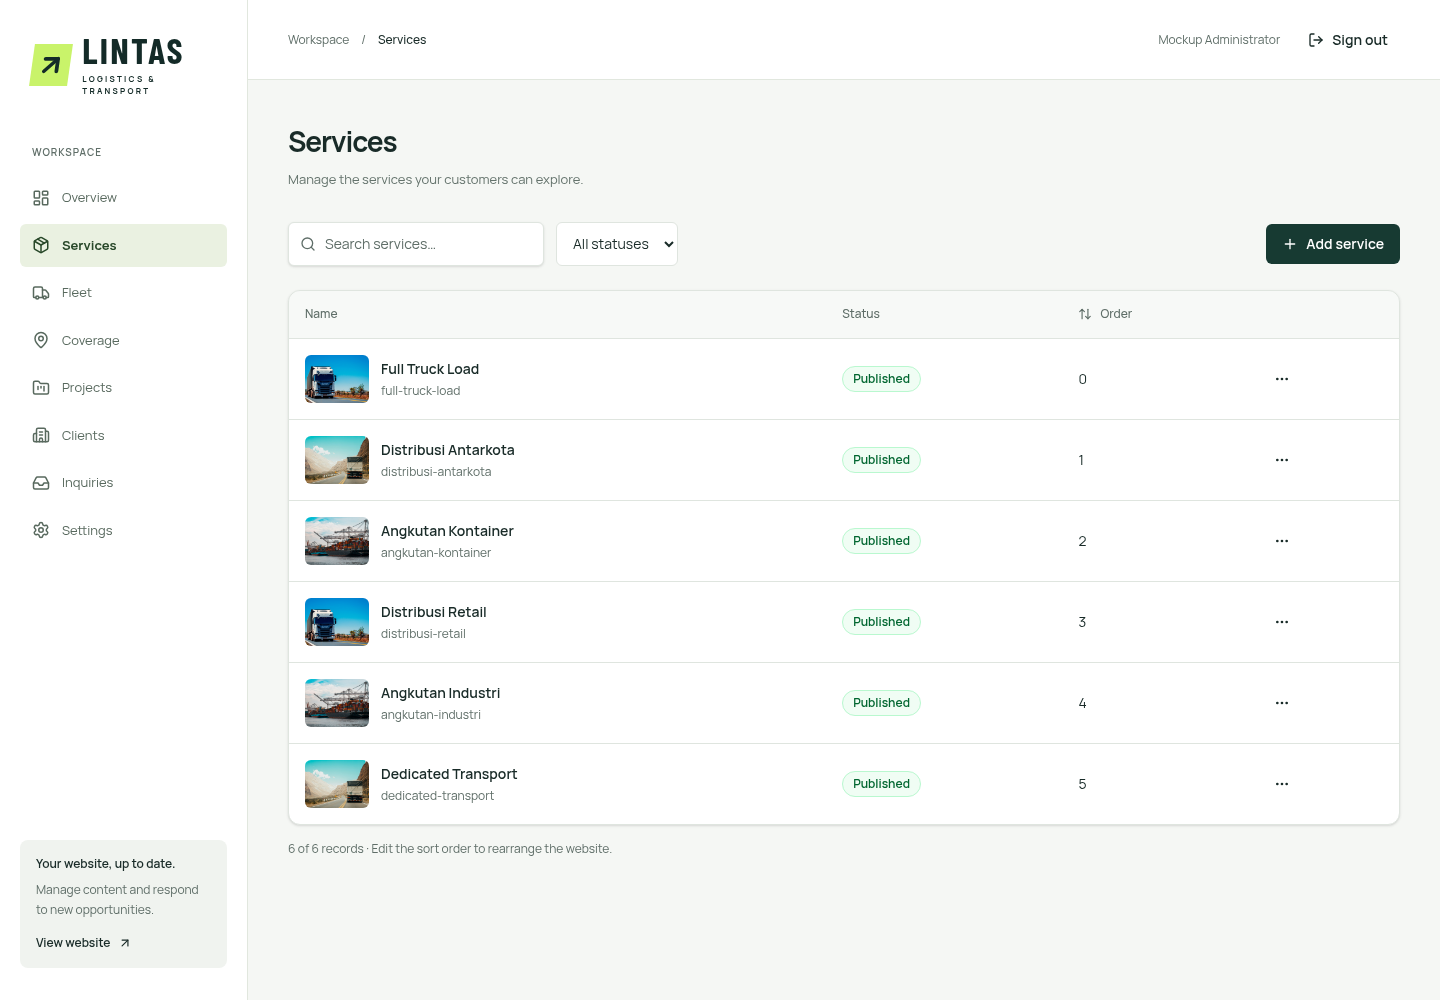 LINTAS
LOGISTICS &
TRANSPORT
WORKSPACE
Overview
Services
Fleet
Coverage
Projects
Clients
Inquiries
Settings
Your website, up to date.
Manage content and respond
to new opportunities.
View website
Workspace / Services
Mockup Administrator
Sign out
Services
Manage the services your customers can explore.
Search services...
All statuses
Add service
Name Status Order
Full Truck Load
full-truck-load
Published
0
Distribusi Antarkota
distribusi-antarkota
Published
1
Angkutan Kontainer
angkutan-kontainer
Published
2
Distribusi Retail
distribusi-retail
Published
3
Angkutan Industri
angkutan-industri
Published
4
Dedicated Transport
dedicated-transport
Published
5
6 of 6 records · Edit the sort order to rearrange the website.